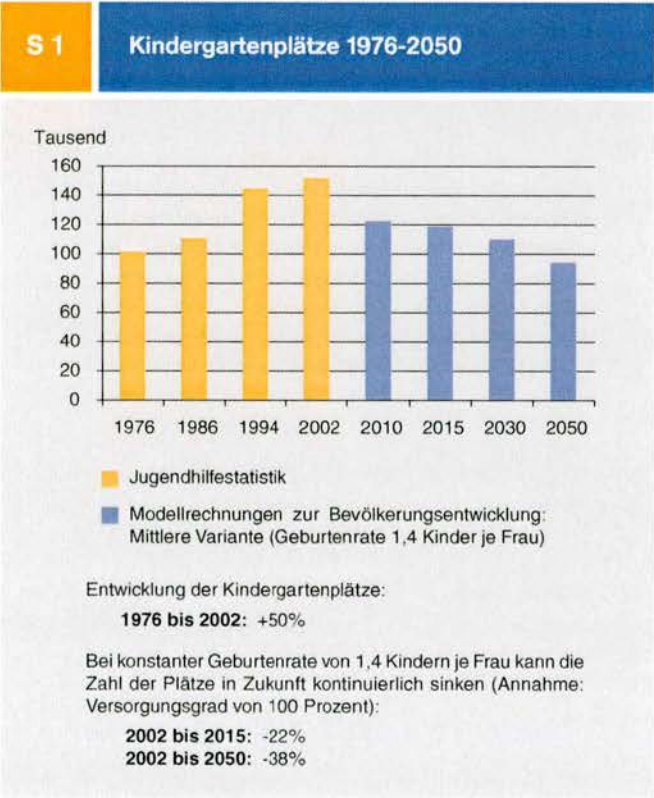 S 1
Kindergartenplätze 1976-2050
Tausend
160
140
120
100
80
60
40
20
0
1976 1986 1994 2002 2010 2015 2030 2050
Jugendhilfestatistik
Modellrechnungen zur Bevölkerungsentwicklung:
Mittlere Variante (Geburtenrate 1,4 Kinder je Frau)
Entwicklung der Kindergartenplätze:
1976 bis 2002: +50%
Bei konstanter Geburtenrate von 1,4 Kindern je Frau kann die
Zahl der Plätze in Zukunft kontinuierlich sinken (Annahme:
Versorgungsgrad von 100 Prozent):
2002 bis 2015: -22%
2002 bis 2050: -38%